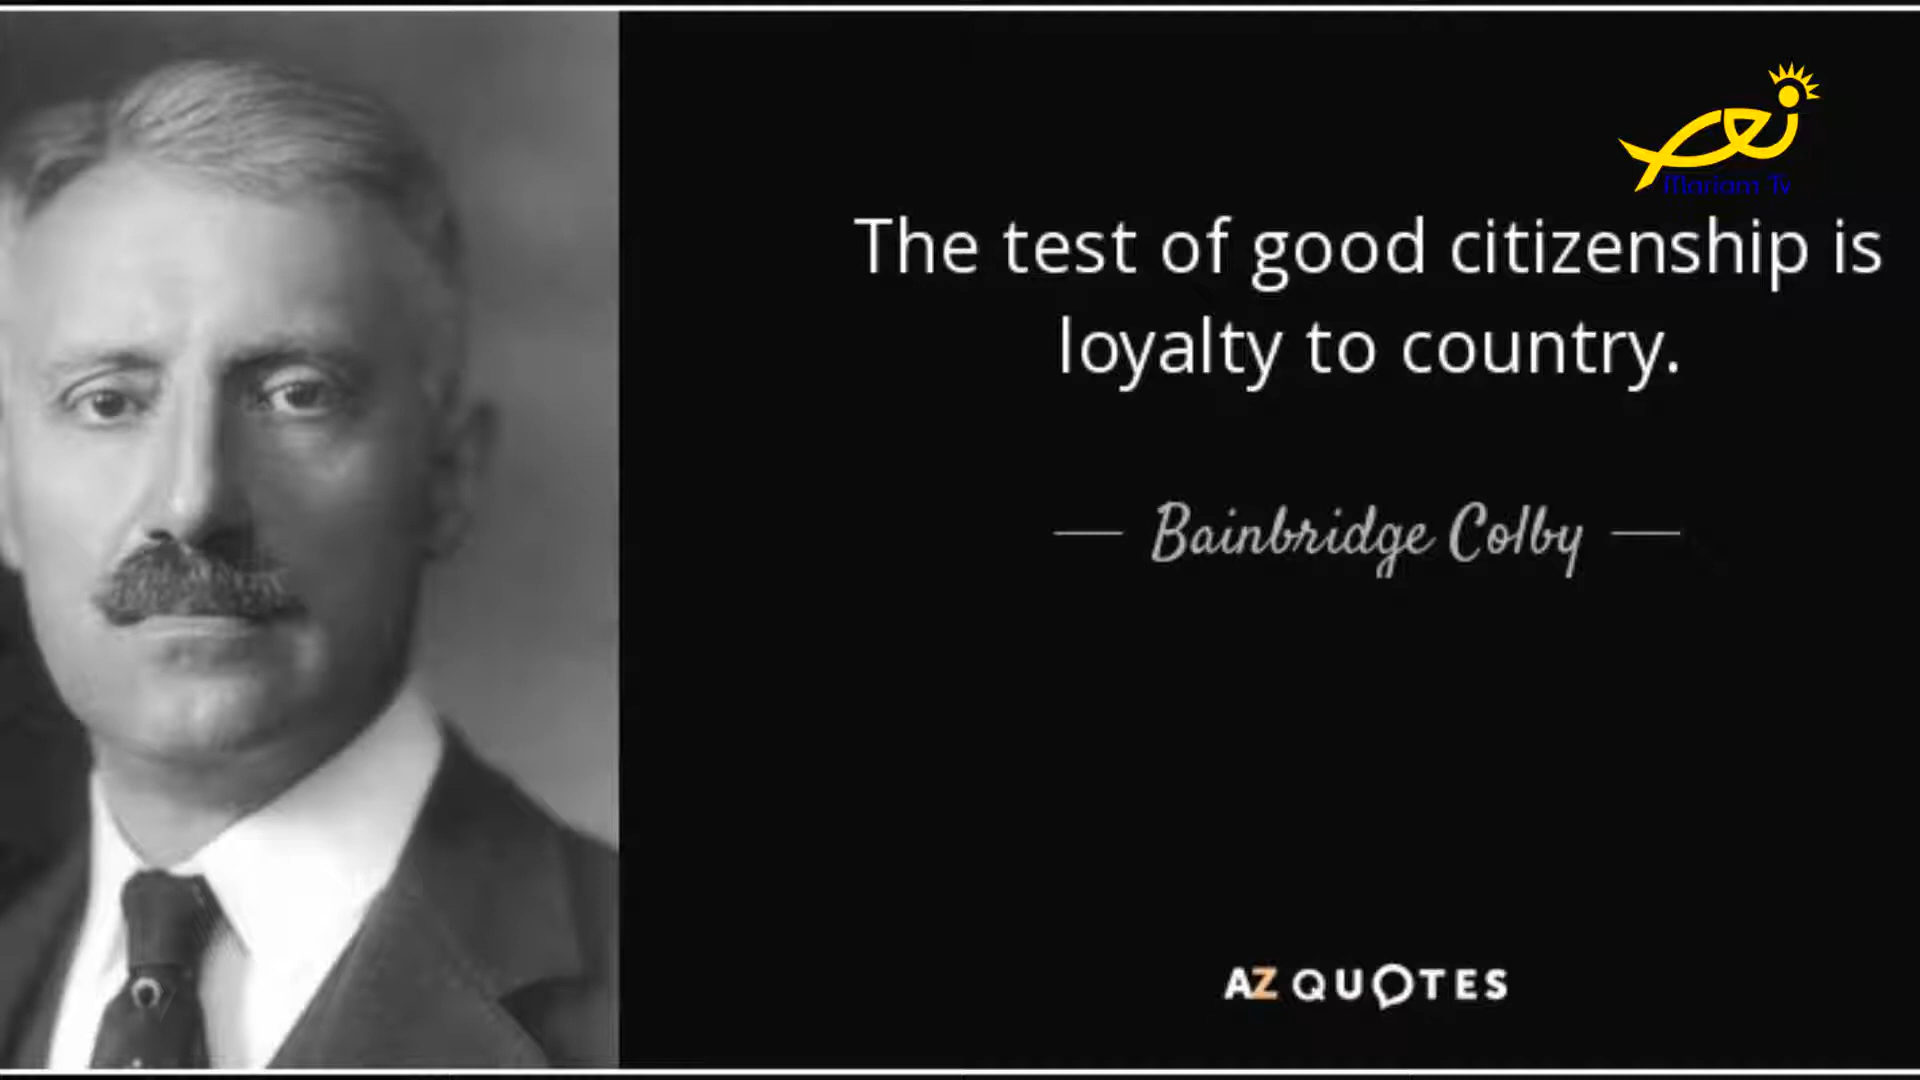 Mariam Tv
The test of good citizenship is
loyalty to country.
— Bainbridge Colby —
AZ QUOTES